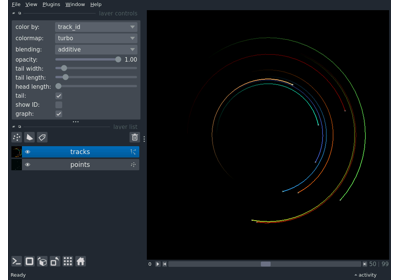 File View Plugins Window Help
layer controls
color by: track_id
colormap: turbo
blending: additive
opacity: 1.00
tail width:
tail length:
head length:
tail:
show ID:
graph:
layer list
tracks
points
50 99
Ready
activity